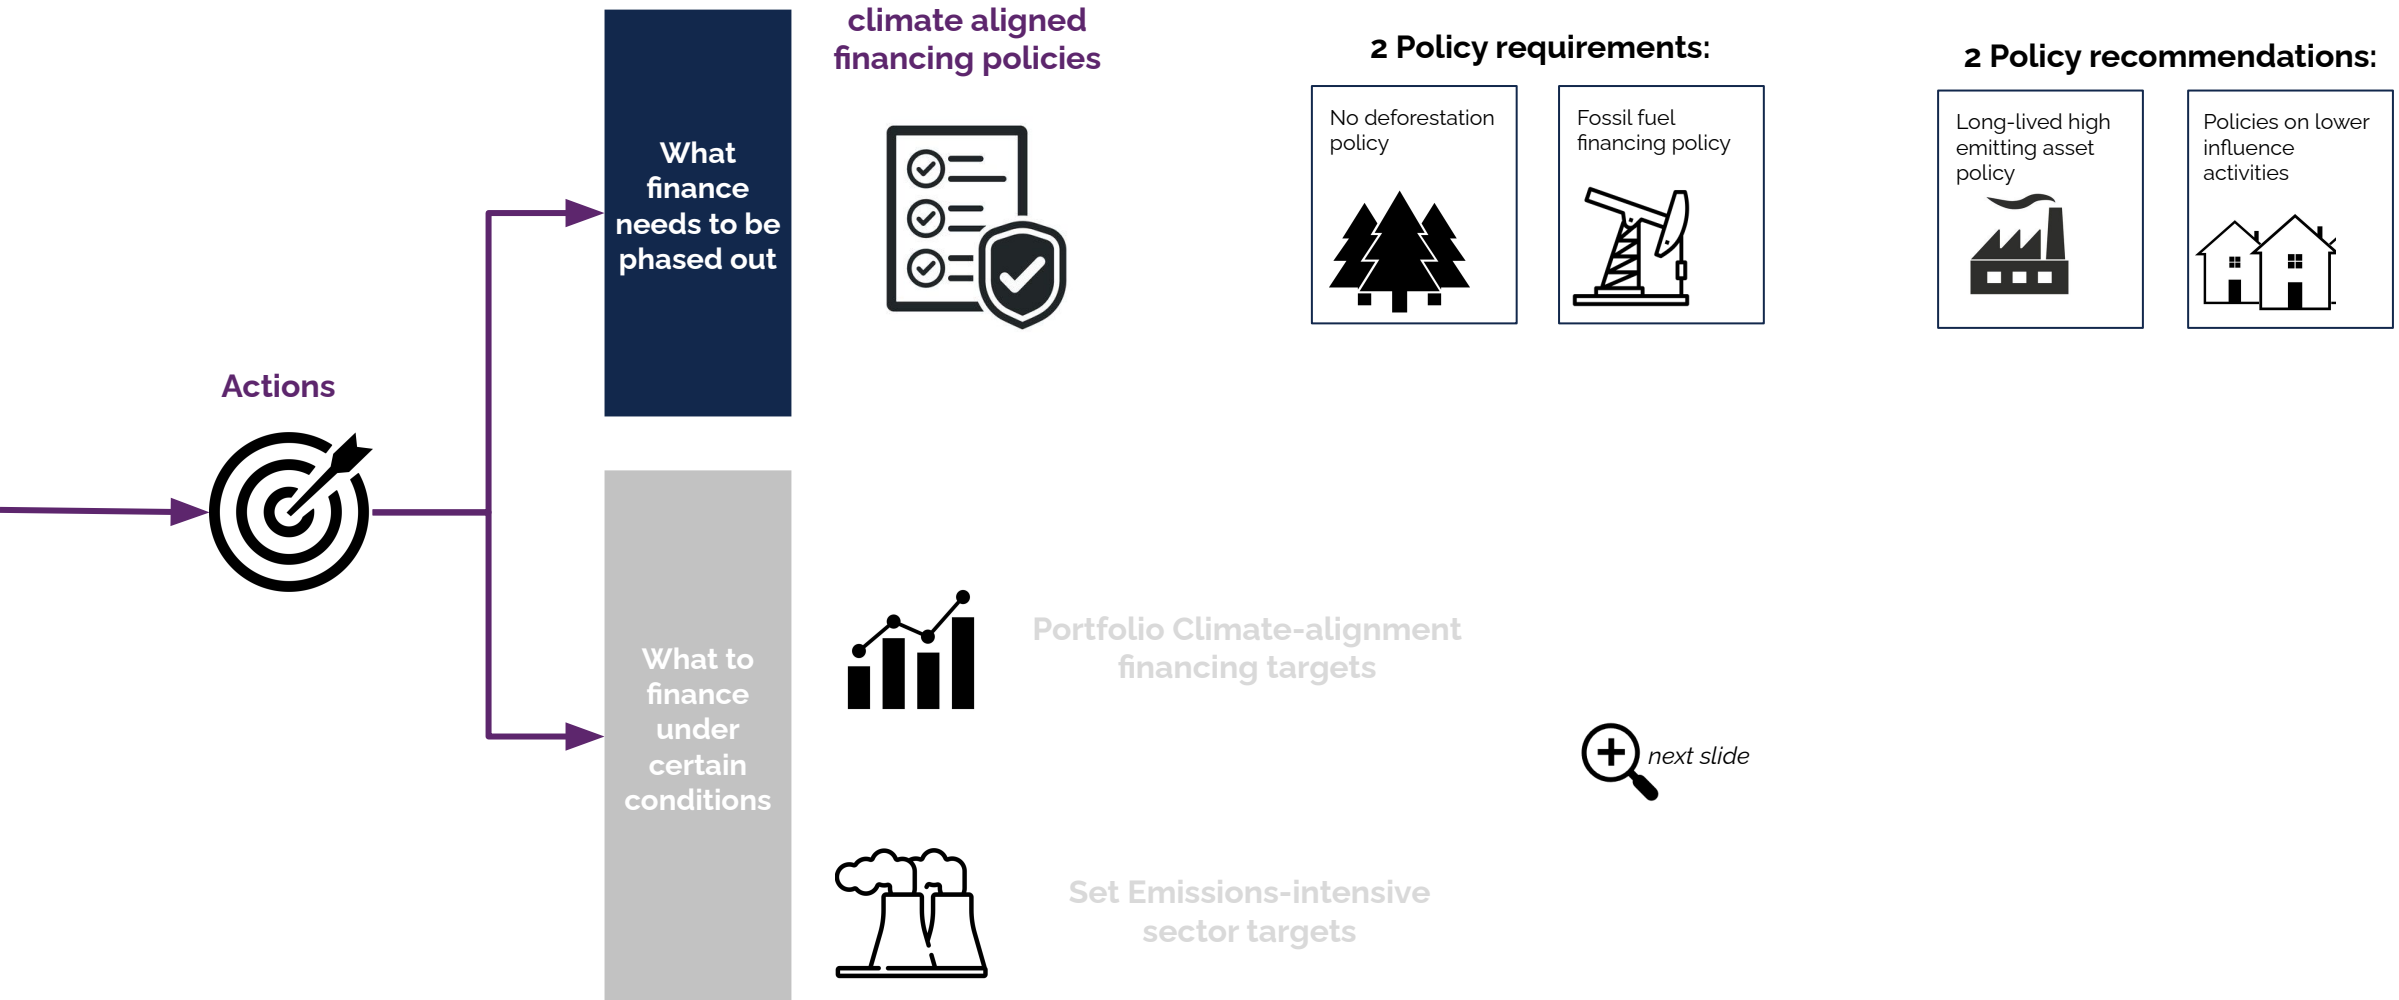 Actions
What
finance
needs to be
phased out
climate aligned
financing policies
2 Policy requirements:
No deforestation
policy
Fossil fuel
financing policy
2 Policy recommendations:
Long-lived high
emitting asset
policy
Policies on lower
influence
activities
What to
finance
under
certain
conditions
Portfolio Climate-alignment
financing targets
next slide
Set Emissions-intensive
sector targets